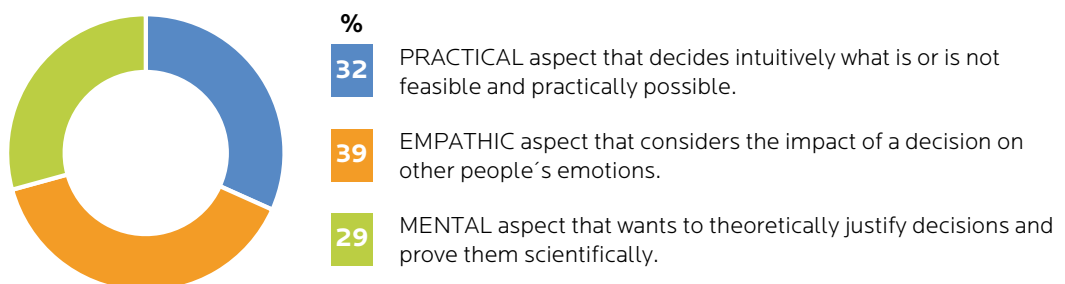 %
32
PRACTICAL aspect that decides intuitively what is or is not
feasible and practically possible.
39
EMPATHIC aspect that considers the impact of a decision on
other people´s emotions.
29
MENTAL aspect that wants to theoretically justify decisions and
prove them scientifically.